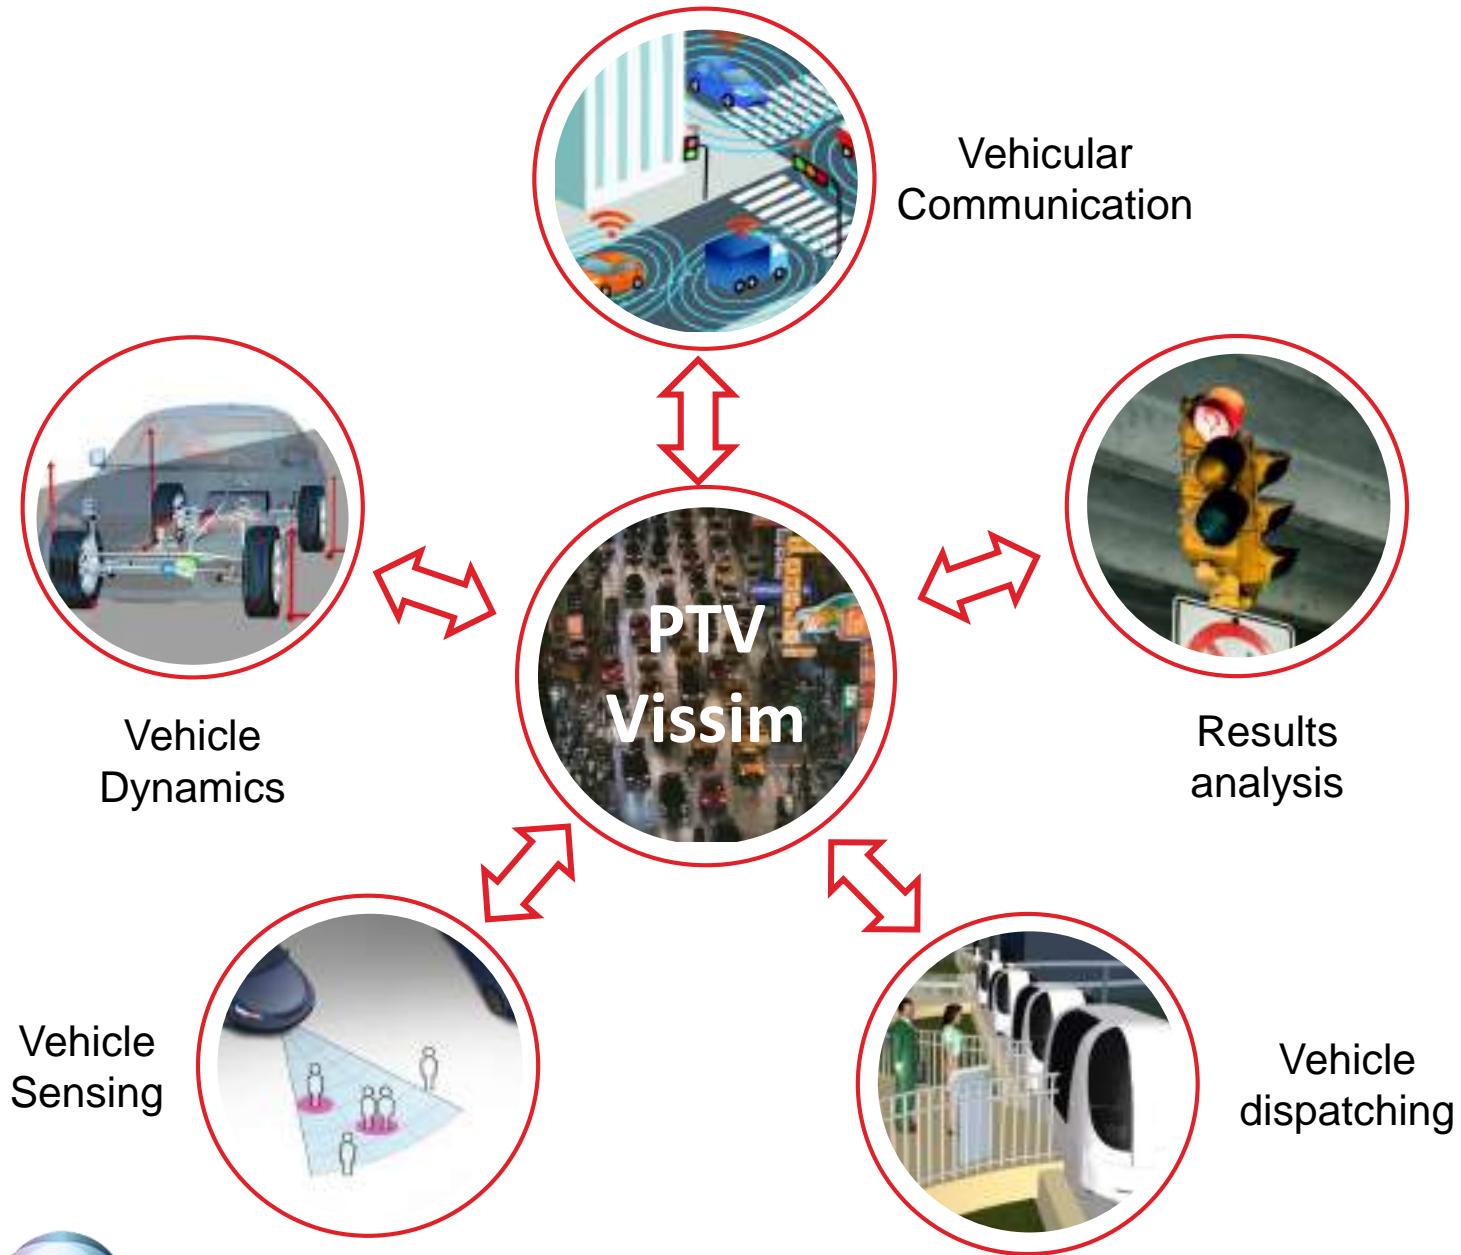 Vehicular
Communication
PTV
Vissim
Vehicle
Dynamics
Results
analysis
Vehicle
Sensing
Vehicle
dispatching